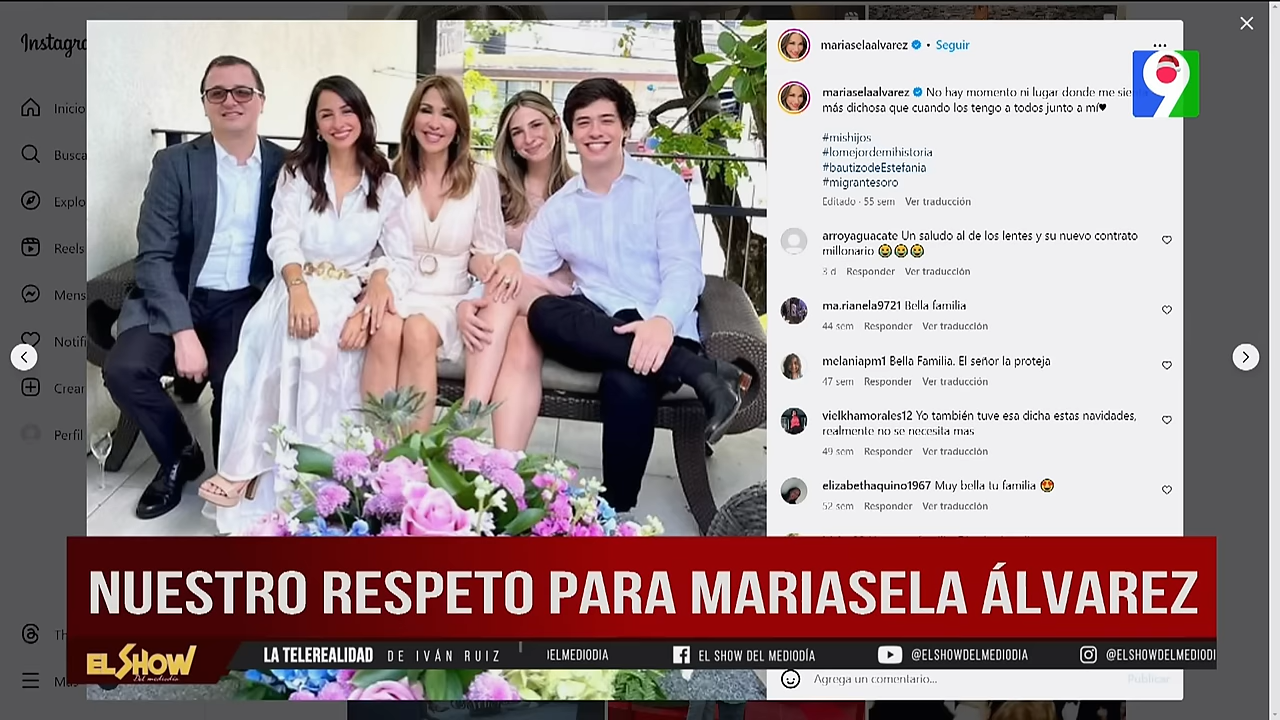 Instagra
mariaselaalvarez • Seguir
mariaselaalvarez No hay momento ni lugar donde me sie
más dichosa que cuando los tengo a todos junto a mí♥
#mishijos
#lomejordemihistoria
#bautizodeEstefania
#migrantesoro
Editado · 55 sem Ver traducción
9
Inicio
Busca
Explo
Reels
Mens
Notifi
Crear
Perfil
arroyaguacate Un saludo al de los lentes y su nuevo contrato
millonario 😂😂😂
3 d Responder Ver traducción
ma.rianela9721 Bella familia
44 sem Responder Ver traducción
melaniapm1 Bella Familia. El señor la proteja
47 sem Responder Ver traducción
vielkhamorales12 Yo también tuve esa dicha estas navidades,
realmente no se necesita mas
49 sem Responder Ver traducción
elizabethaquino1967 Muy bella tu familia 😍
52 sem Responder Ver traducción
NUESTRO RESPETO PARA MARIASELA ÁLVAREZ
EL SHOW
Del mediodía
LA TELEREALIDAD DE IVÁN RUIZ
IELMEDIODIA
EL SHOW DEL MEDIODÍA
@ELSHOWDELMEDIODIA
@ELSHOWDELMEDIODI
Agrega un comentario...
Publicar